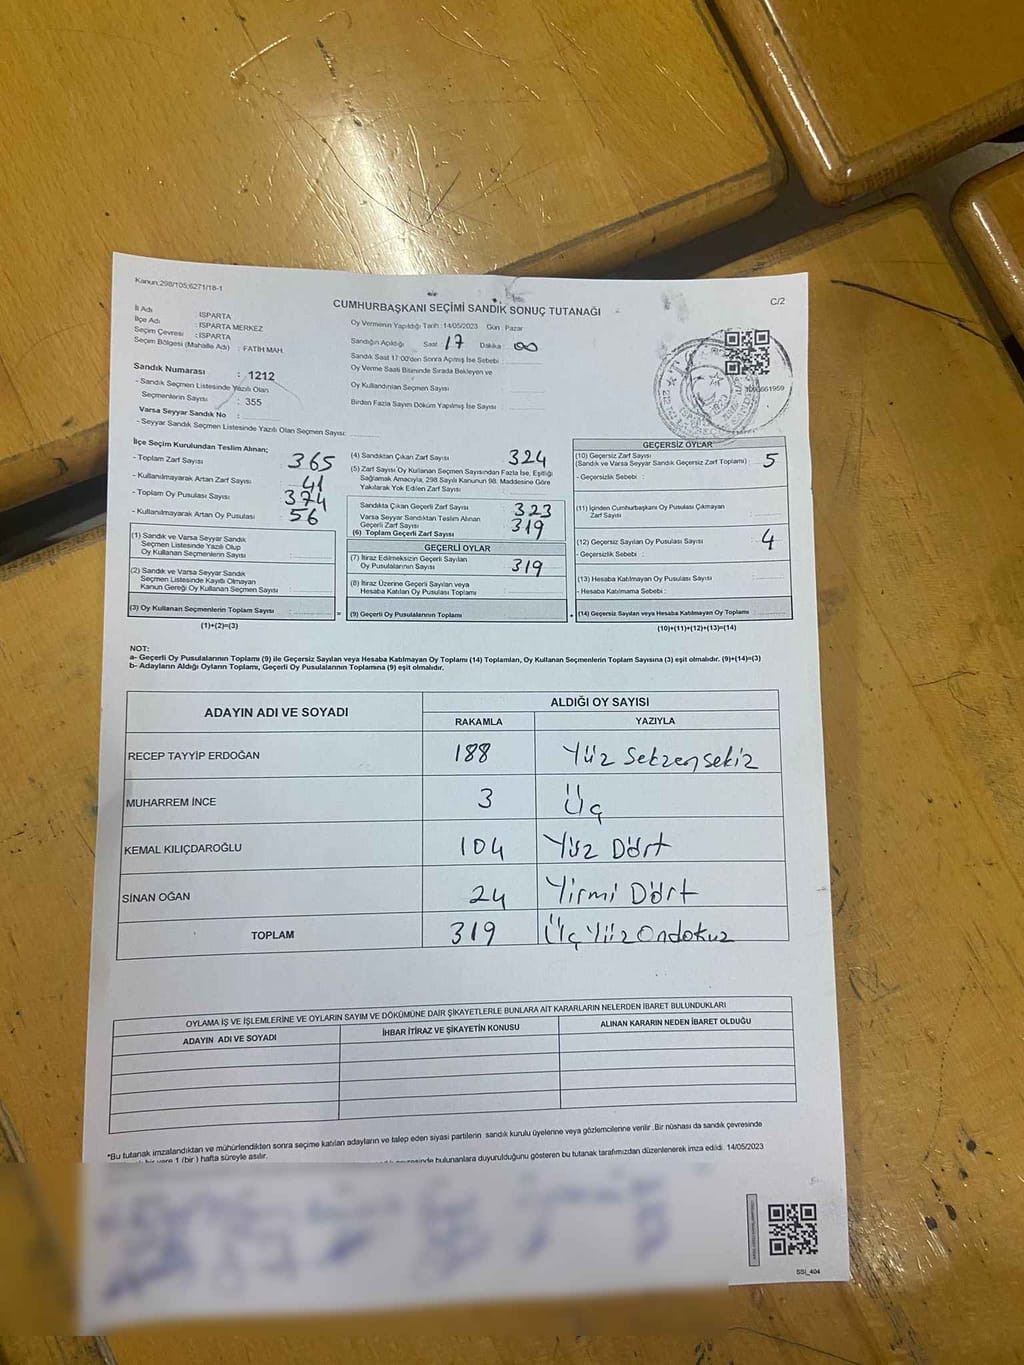 Kanun;298/105;6271/18-1
C/2
CUMHURBAŞKANI SEÇİMİ SANDIK SONUÇ TUTANAĞI
İl Adı : ISPARTA
İlçe Adı : ISPARTA MERKEZ
Seçim Çevresi : ISPARTA
Seçim Bölgesi (Mahalle Adı) : FATİH MAH.
Oy Vermenin Yapıldığı Tarih :14/05/2023 Gün Pazar
Sandığın Açıldığı Saat 17 Dakika 00
Sandık Saat 17:00'den Sonra Açımış İse Sebebi :
Oy Verme Saati Bitiminde Sırada Bekleyen ve
Oy Kullandırılan Seçmen Sayısı
Birden Fazla Sayım Döküm Yapılmış İse Sayısı :
Sandık Numarası : 1212
- Sandık Seçmen Listesinde Yazılı Olan
Seçmenlerin Sayısı : 355
Varsa Seyyar Sandık No :
- Seyyar Sandık Seçmen Listesinde Yazılı Olan Seçmen Sayısı:
İlçe Seçim Kurulundan Teslim Alınan;
- Toplam Zarf Sayısı 365
- Kullanılmayarak Artan Zarf Sayısı 41
- Toplam Oy Pusulası Sayısı 374
- Kullanılmayarak Artan Oy Pusulası 56
(1) Sandık ve Varsa Seyyar Sandık
Seçmen Listesinde Yazılı Olup
Oy Kullanan Seçmenlerin Sayısı :
(2) Sandık ve Varsa Seyyar Sandık
Seçmen Listesinde Kayıtlı Olmayan
Kanun Gereği Oy Kullanan Seçmen Sayısı :
(3) Oy Kullanan Seçmenlerin Toplam Sayısı :
(1)+(2)=(3)
(4) Sandıktan Çıkan Zarf Sayısı 324
(5) Zarf Sayısı Oy Kullanan Seçmen Sayısından Fazla İse, Eşitliği
Sağlamak Amacıyla, 298 Sayılı Kanunun 98. Maddesine Göre
Yakılarak Yok Edilen Zarf Sayısı :
Sandıkta Çıkan Geçerli Zarf Sayısı 323
Varsa Seyyar Sandıktan Teslim Alınan
Geçerli Zarf Sayısı 319
(6) Toplam Geçerli Zarf Sayısı
GEÇERLİ OYLAR
(7) İtiraz Edilmeksizin Geçerli Sayılan
Oy Pusulalarının Sayısı 319
(8) İtiraz Üzerine Geçerli Sayılan veya
Hesaba Katılan Oy Pusulası Toplamı :
= (9) Geçerli Oy Pusulalarının Toplamı
GEÇERSİZ OYLAR
(10) Geçersiz Zarf Sayısı
(Sandık ve Varsa Seyyar Sandık Geçersiz Zarf Toplamı) : 5
- Geçersizlik Sebebi :
(11) İçinden Cumhurbaşkanı Oy Pusulası Çıkmayan
Zarf Sayısı
(12) Geçersiz Sayılan Oy Pusulası Sayısı 4
- Geçersizlik Sebebi :
(13) Hesaba Katılmayan Oy Pusulası Sayısı
- Hesaba Katılmama Sebebi :
+ (14) Geçersiz Sayılan veya Hesaba Katılmayan Oy Toplamı
(10)+(11)+(12)+(13)=(14)
NOT:
a- Geçerli Oy Pusulalarının Toplamı (9) ile Geçersiz Sayılan veya Hesaba Katılmayan Oy Toplamı (14) Toplamları, Oy Kullanan Seçmenlerin Toplam Sayısına (3) eşit olmalıdır. (9)+(14)=(3)
b- Adayların Aldığı Oyların Toplamı, Geçerli Oy Pusulalarının Toplamına (9) eşit olmalıdır.
ADAYIN ADI VE SOYADI
ALDIĞI OY SAYISI
RAKAMLA YAZIYLA
RECEP TAYYİP ERDOĞAN 188 Yüz Seksensekiz
MUHARREM İNCE 3 Üç
KEMAL KILIÇDAROĞLU 104 Yüz Dört
SİNAN OĞAN 24 Yirmi Dört
TOPLAM 319 Üç Yüz Ondokuz
OYLAMA İŞ VE İŞLEMLERİNE VE OYLARIN SAYIM VE DÖKÜMÜNE DAİR ŞİKAYETLERLE BUNLARA AİT KARARLARIN NELERDEN İBARET BULUNDUKLARI
ADAYIN ADI VE SOYADI İHBAR İTİRAZ VE ŞİKAYETİN KONUSU ALINAN KARARIN NEDEN İBARET OLDUĞU
*Bu tutanak imzalandıktan ve mühürlendikten sonra seçime katılan adayların ve talep eden siyasi partilerin sandık kurulu üyelerine veya gözlemcilerine verilir .Bir nüshası da sandık çevresinde
1 (bir) hafta süreyle asılır.
bulunanlara duyurulduğunu gösteren bu tutanak tarafımızdan düzenlenerek imza edildi. 14/05/2023
SSİ_404